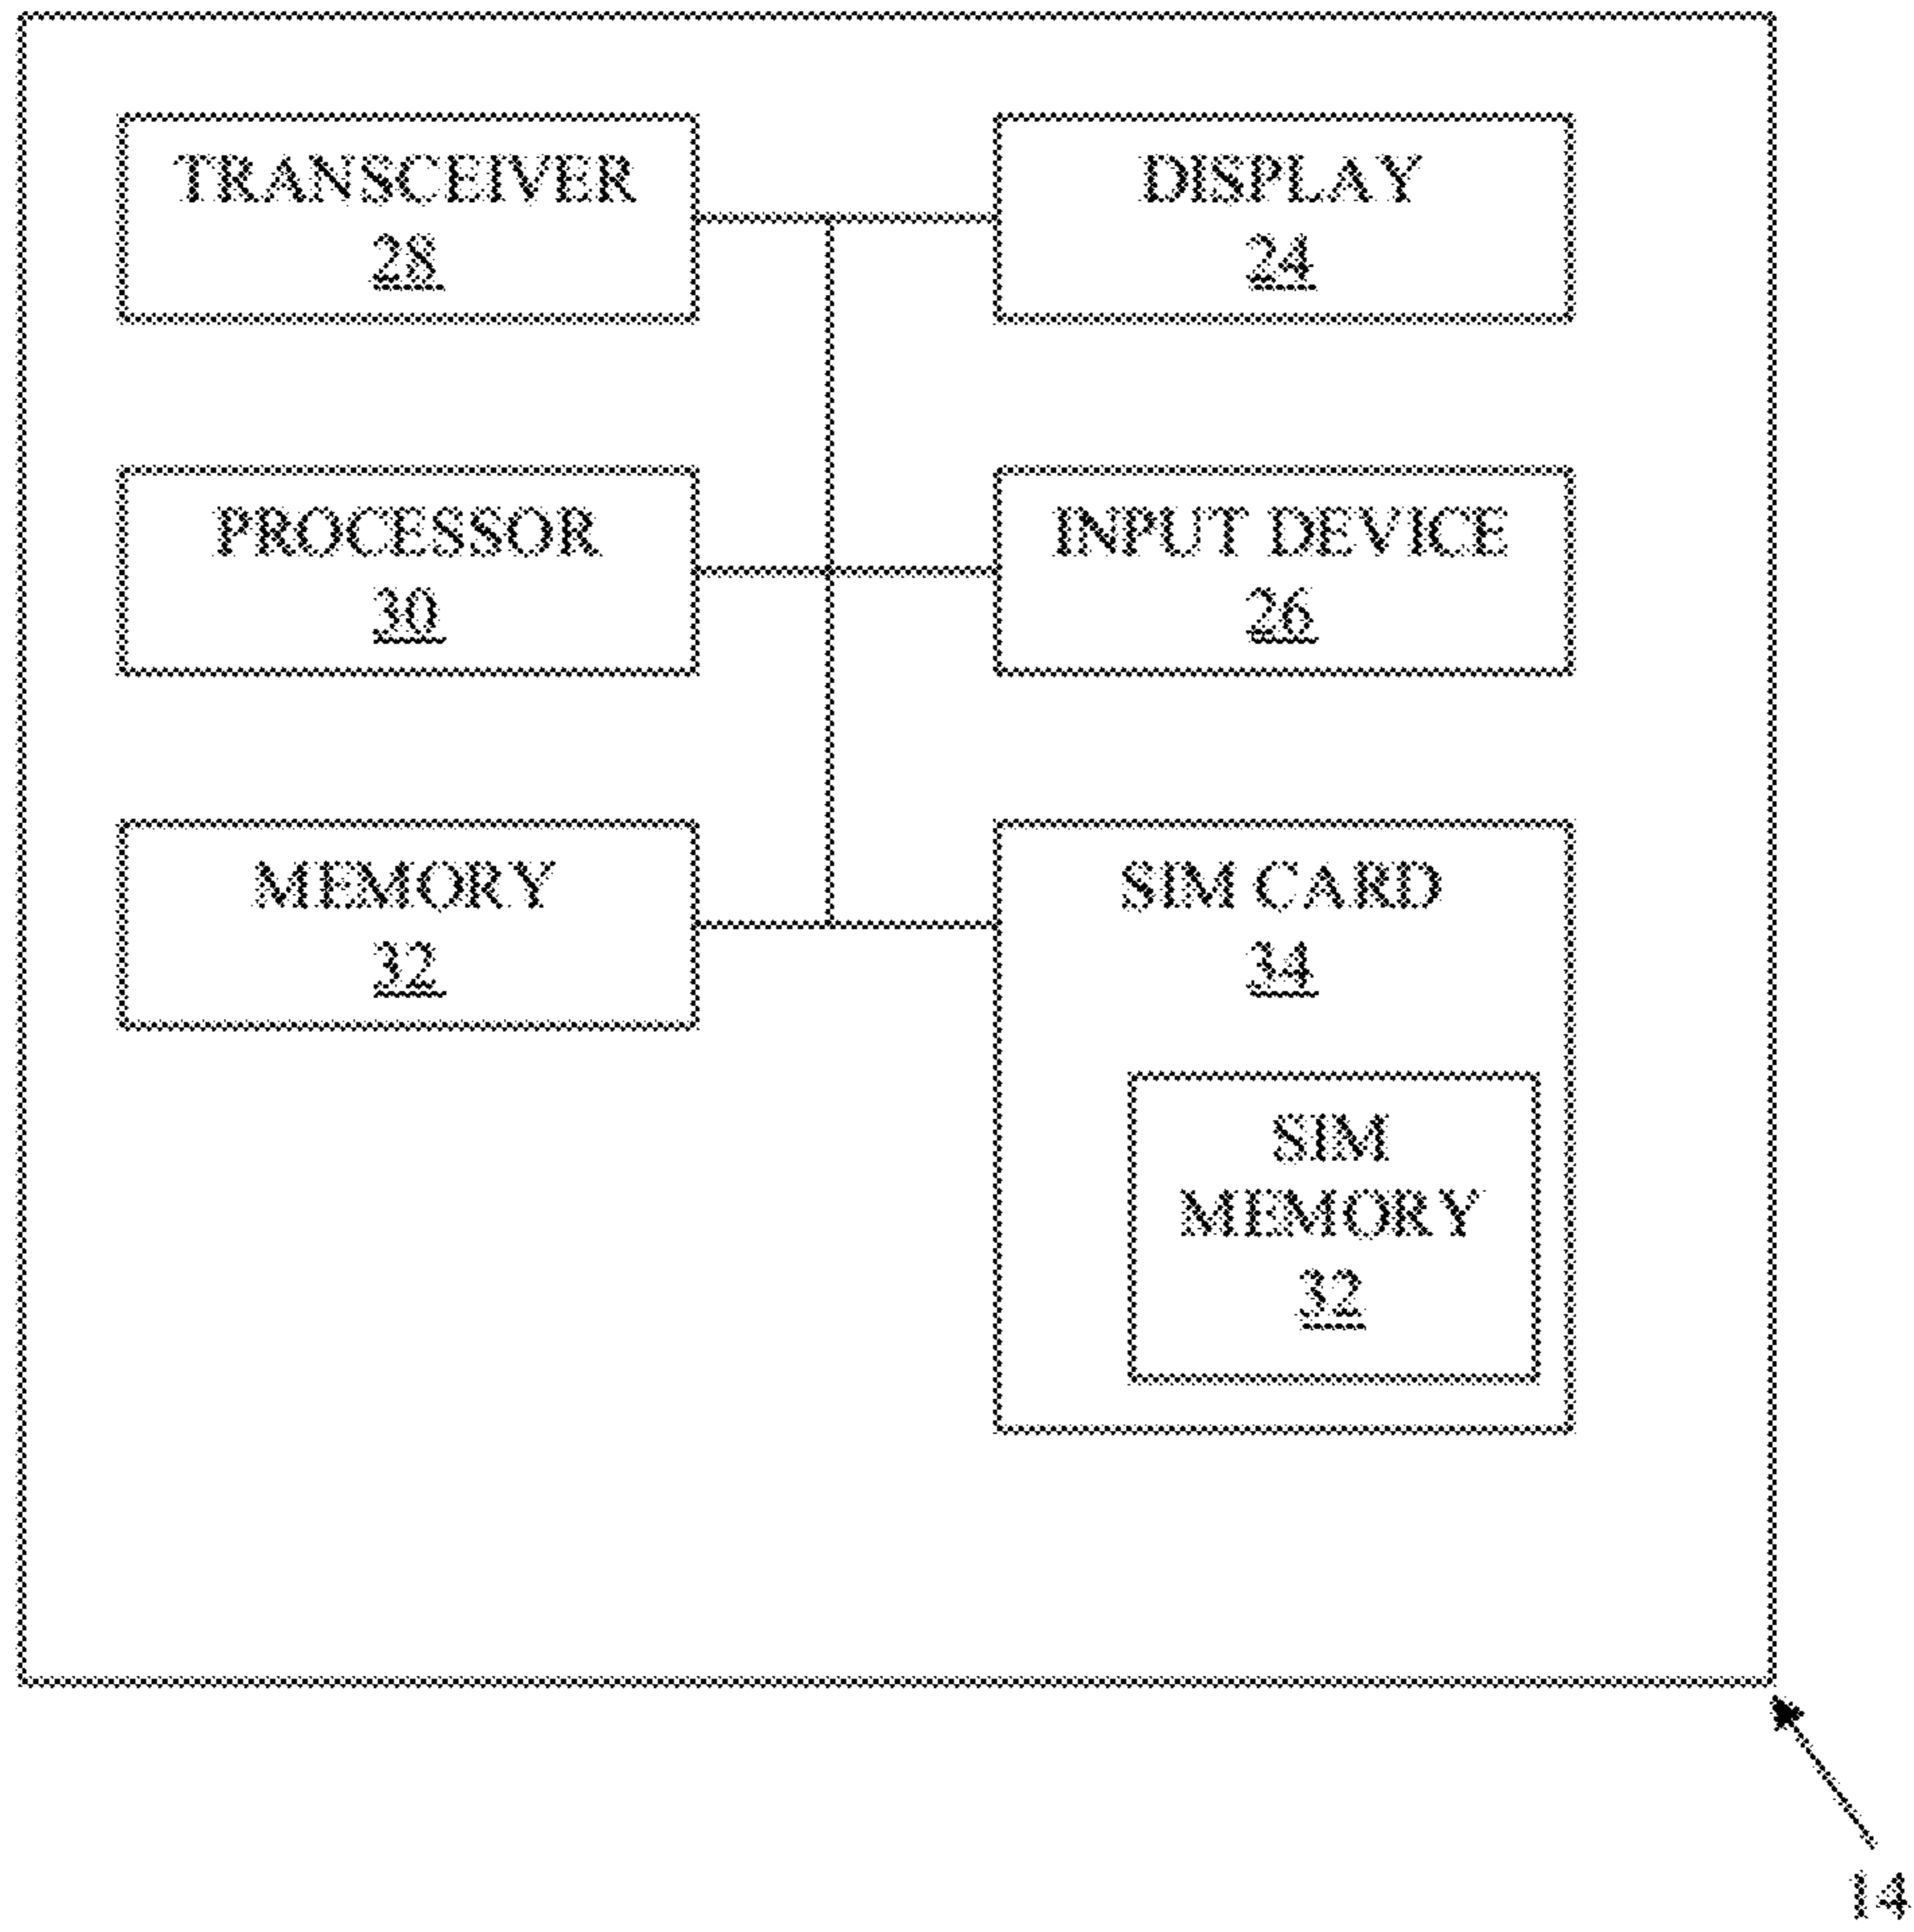 TRANSCEIVER
28
DISPLAY
24
PROCESSOR
30
INPUT DEVICE
26
MEMORY
32
SIM CARD
34
SIM
MEMORY
32
14